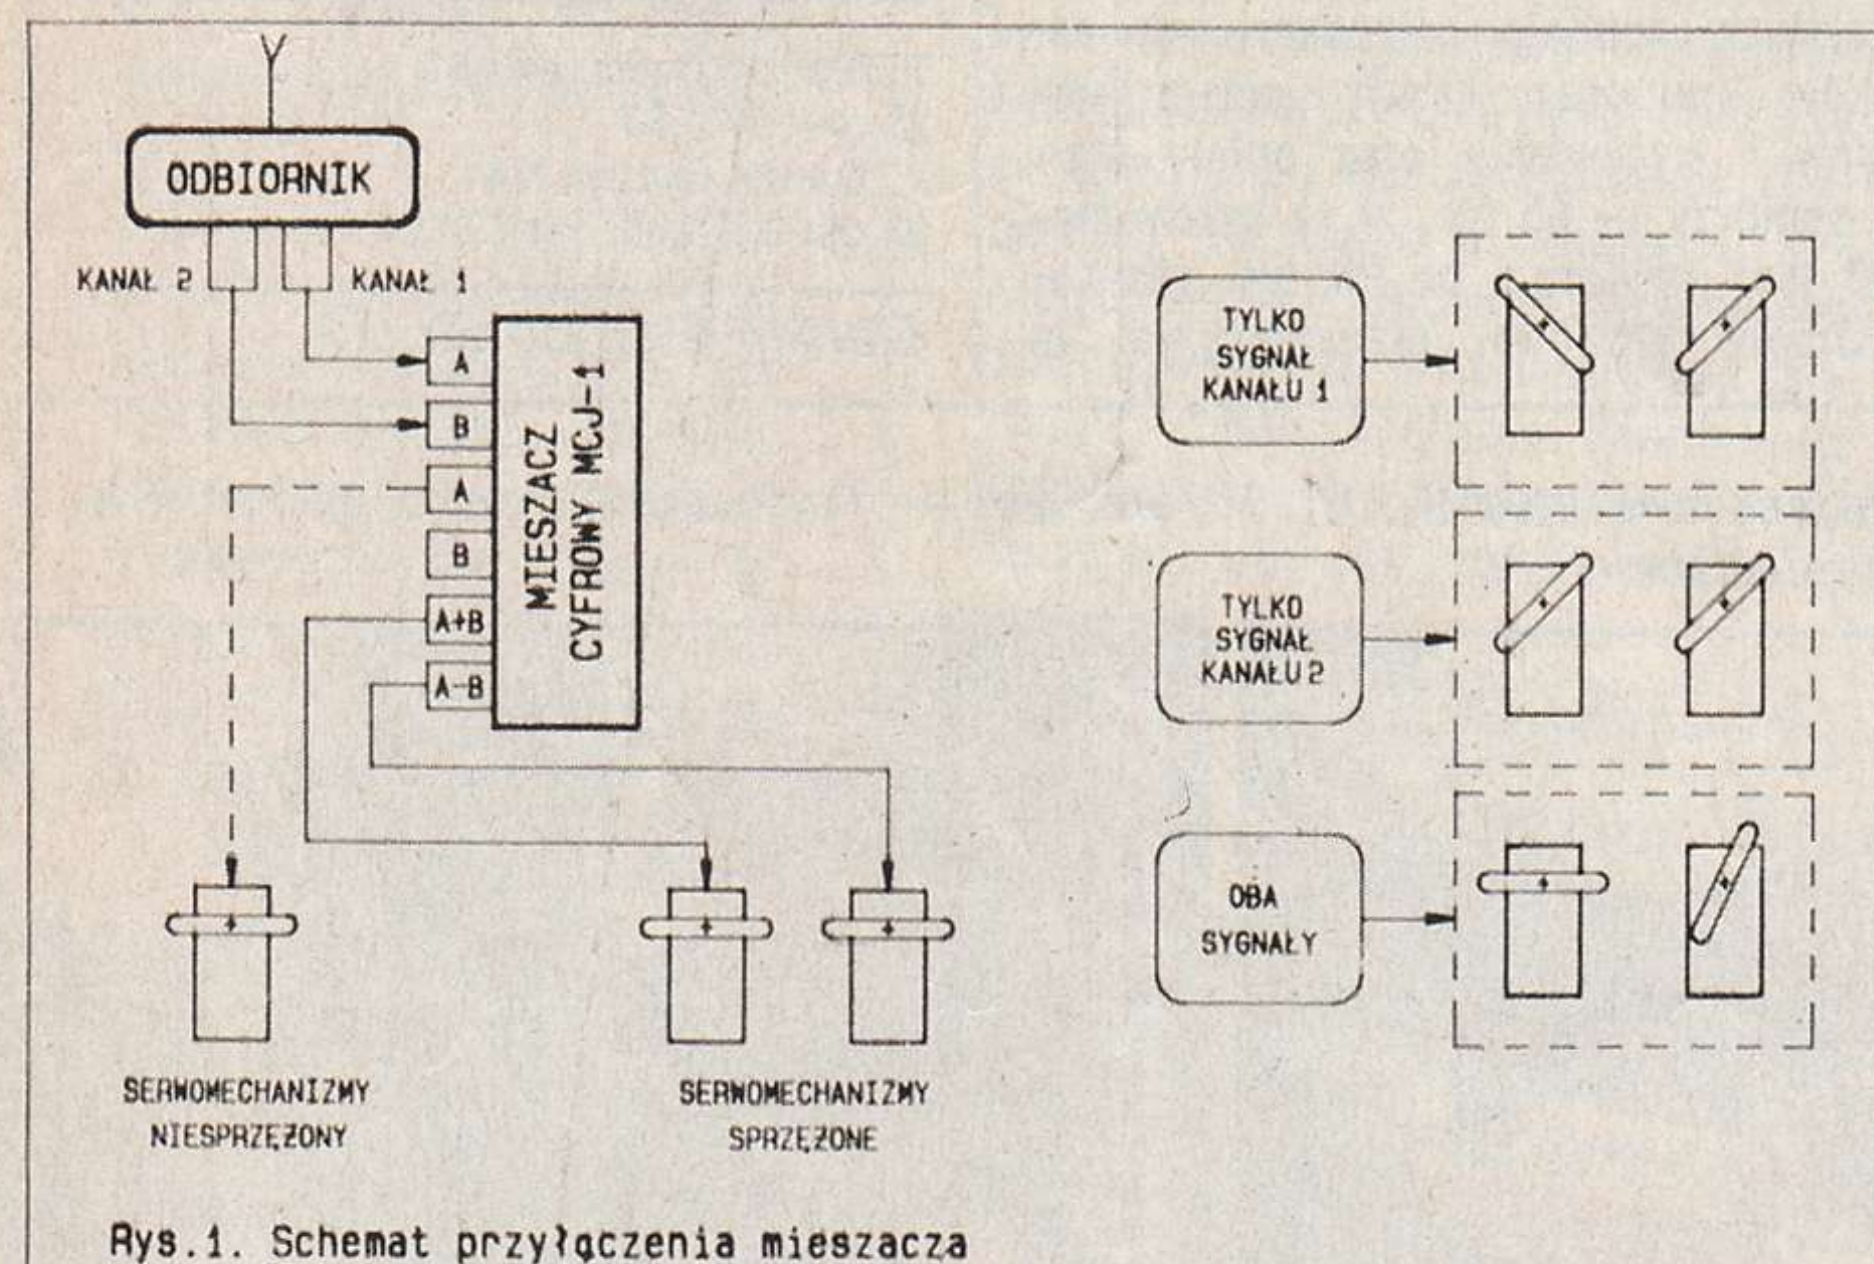 ODBIORNIK
KANAŁ 2
KANAŁ 1
A
B
A
B
A+B
A-B
MIESZACZ
CYFROWY MCJ-1
SERWOMECHANIZMY
NIESPRZĘŻONY
SERWOMECHANIZMY
SPRZĘŻONE
TYLKO
SYGNAŁ
KANAŁU 1
TYLKO
SYGNAŁ
KANAŁU 2
OBA
SYGNAŁY
Rys.1. Schemat przyłączenia mieszacza